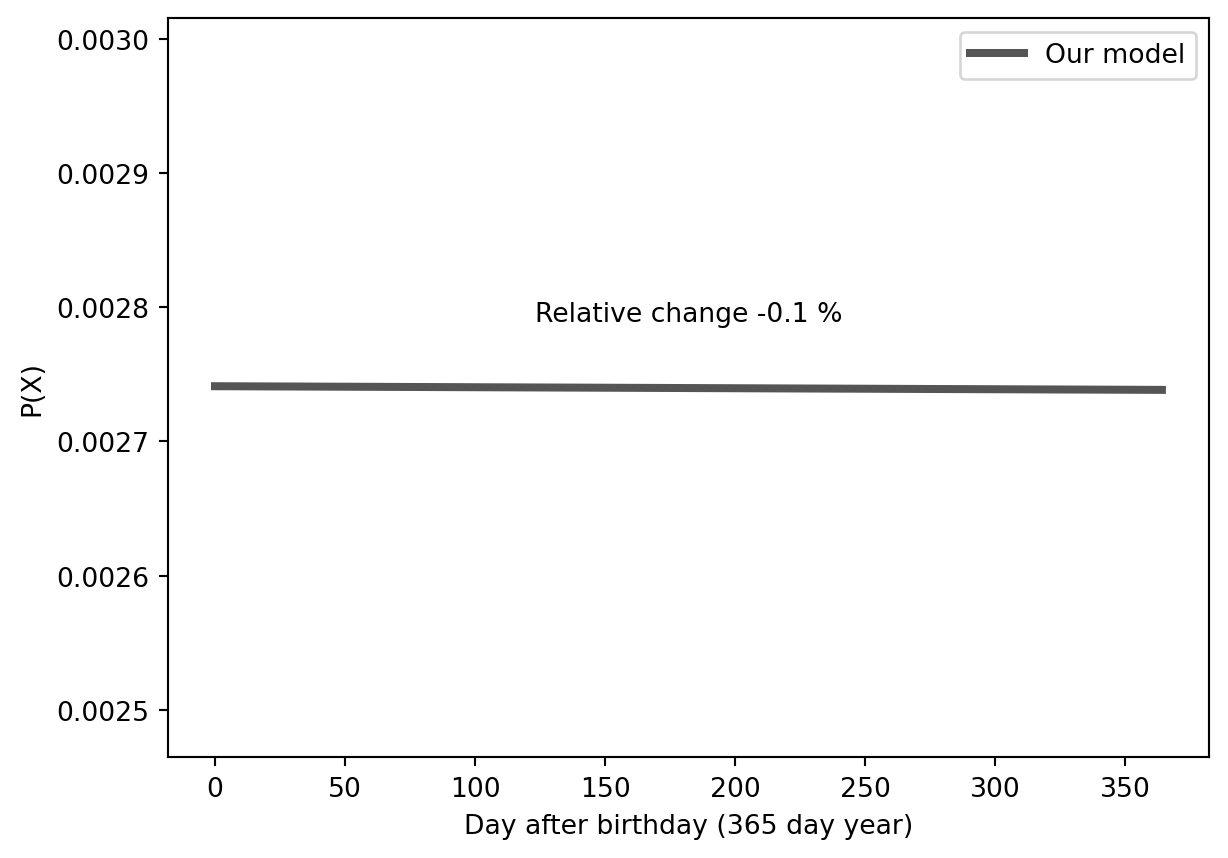 Our model
Relative change -0.1 %
P(X)
0.0030
0.0029
0.0028
0.0027
0.0026
0.0025
0 50 100 150 200 250 300 350
Day after birthday (365 day year)